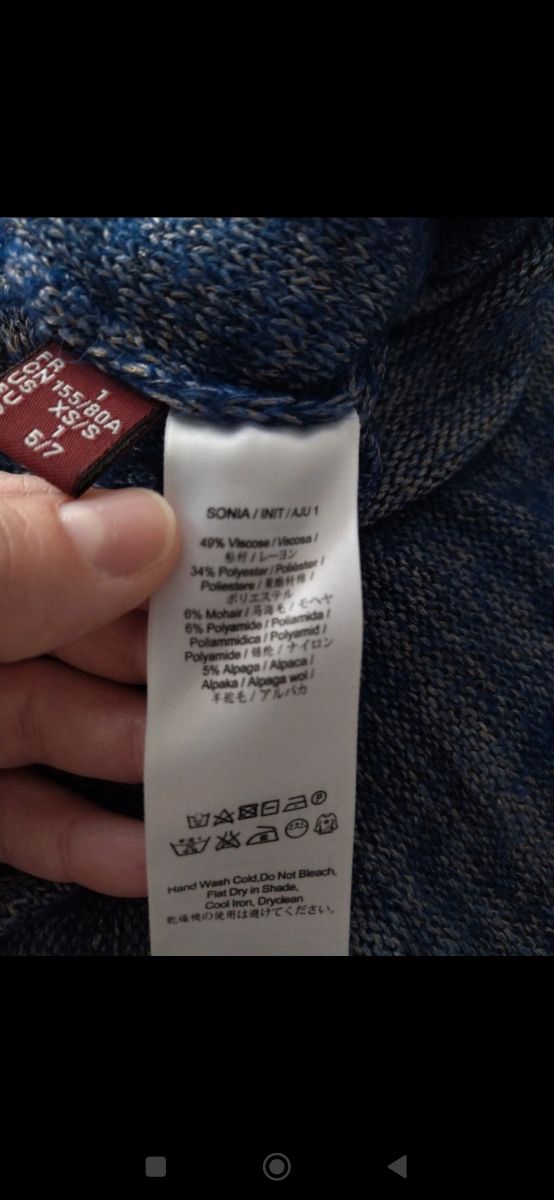 FR 1
CN 155/80A
US XS/S
1
5/7
SONIA / INIT / AJU 1
49% Viscose / Viscosa /
粘杆 / レーヨン
34% Polyester / Poliéster /
Poliestere / 聚酯纤维 /
ポリエステル
6% Mohair / 马海毛 / モヘヤ
6% Polyamide / Poliamida /
Poliammidica / Polyamid /
Polyamide / 锦纶 / ナイロン
5% Alpaga / Alpaca /
Alpaka / Alpaga wol /
羊驼毛 / アルパカ
P
Hand Wash Cold,Do Not Bleach,
Flat Dry in Shade,
Cool Iron, Dryclean
乾燥機の使用は避けてください。